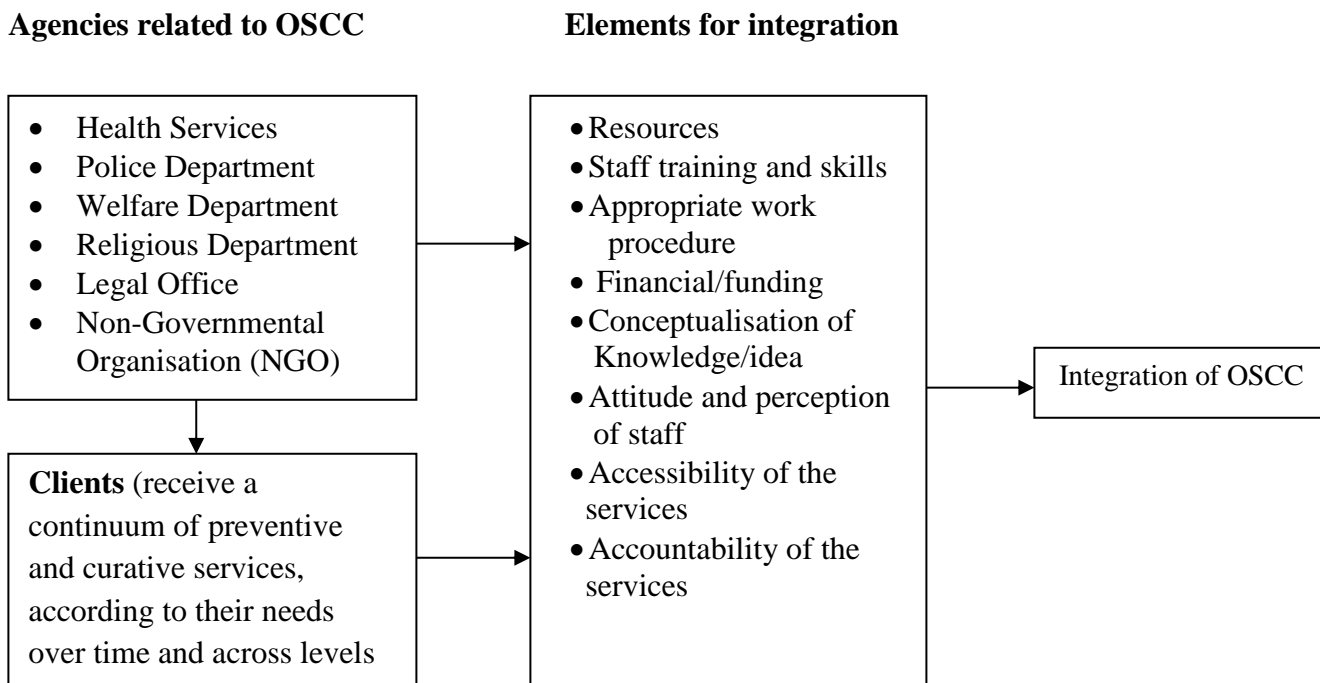 Agencies related to OSCC
Elements for integration
• Health Services
• Police Department
• Welfare Department
• Religious Department
• Legal Office
• Non-Governmental
Organisation (NGO)
Clients (receive a
continuum of preventive
and curative services,
according to their needs
over time and across levels
• Resources
• Staff training and skills
• Appropriate work
procedure
• Financial/funding
• Conceptualisation of
Knowledge/idea
• Attitude and perception
of staff
• Accessibility of the
services
• Accountability of the
services
Integration of OSCC